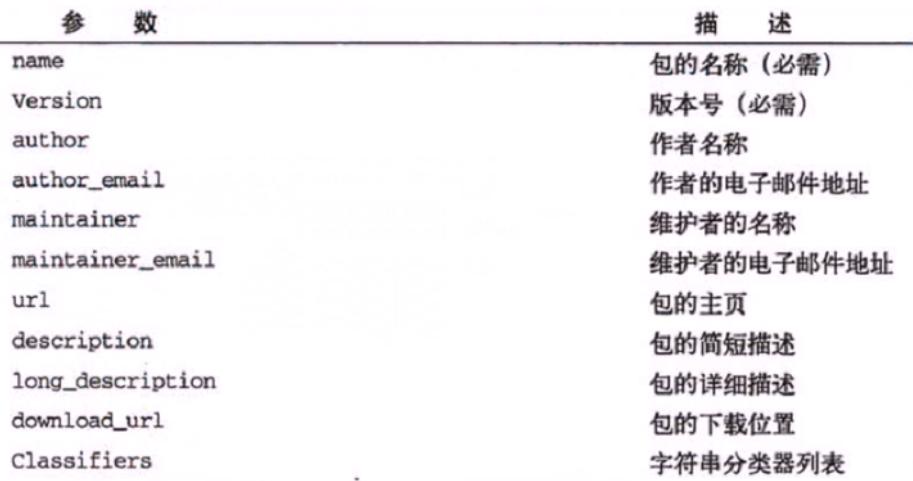 参 数 描 述
name 包的名称（必需）
Version 版本号（必需）
author 作者名称
author_email 作者的电子邮件地址
maintainer 维护者的名称
maintainer_email 维护者的电子邮件地址
url 包的主页
description 包的简短描述
long_description 包的详细描述
download_url 包的下载位置
Classifiers 字符串分类器列表